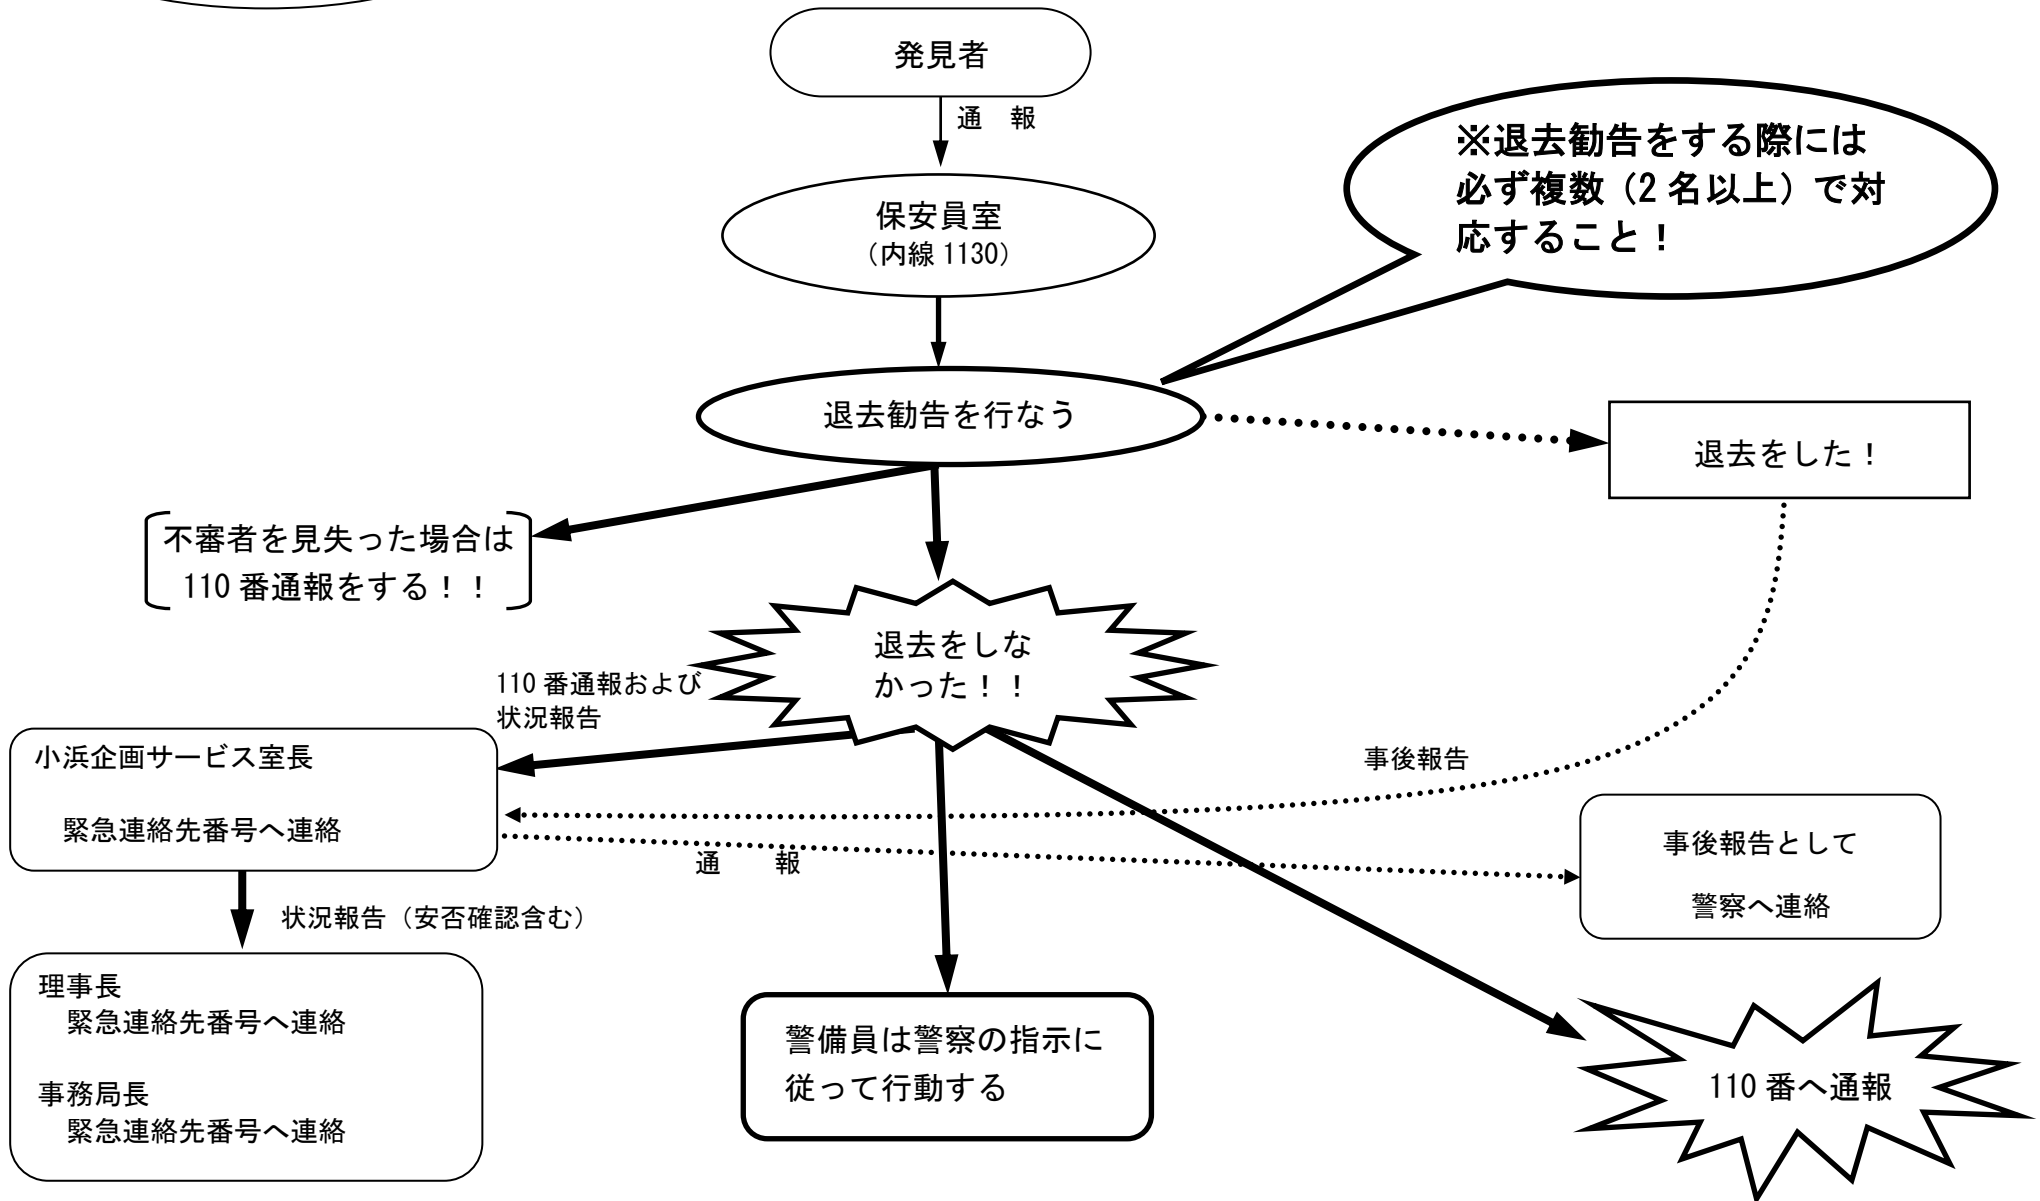 発見者
通　報
保安員室
（内線 1130）
※退去勧告をする際には
必ず複数（2 名以上）で対
応すること！
退去勧告を行なう
退去をした！
不審者を見失った場合は
110 番通報をする！！
退去をしな
かった！！
110 番通報および
状況報告
小浜企画サービス室長
緊急連絡先番号へ連絡
事後報告
通　　報
事後報告として
警察へ連絡
状況報告（安否確認含む）
理事長
緊急連絡先番号へ連絡
事務局長
緊急連絡先番号へ連絡
警備員は警察の指示に
従って行動する
110 番へ通報